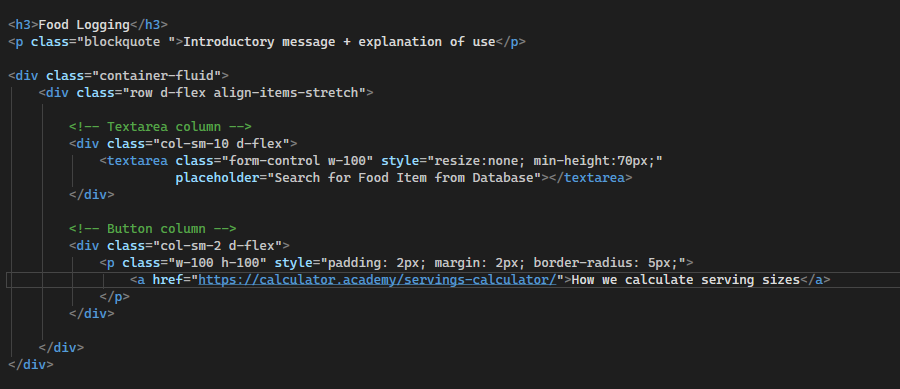 <h3>Food Logging</h3>
<p class="blockquote ">Introductory message + explanation of use</p>
<div class="container-fluid">
<div class="row d-flex align-items-stretch">
<!-- Textarea column -->
<div class="col-sm-10 d-flex">
<textarea class="form-control w-100" style="resize:none; min-height:70px;"
placeholder="Search for Food Item from Database"></textarea>
</div>
<!-- Button column -->
<div class="col-sm-2 d-flex">
<p class="w-100 h-100" style="padding: 2px; margin: 2px; border-radius: 5px;">
<a href="https://calculator.academy/servings-calculator/">How we calculate serving sizes</a>
</p>
</div>
</div>
</div>